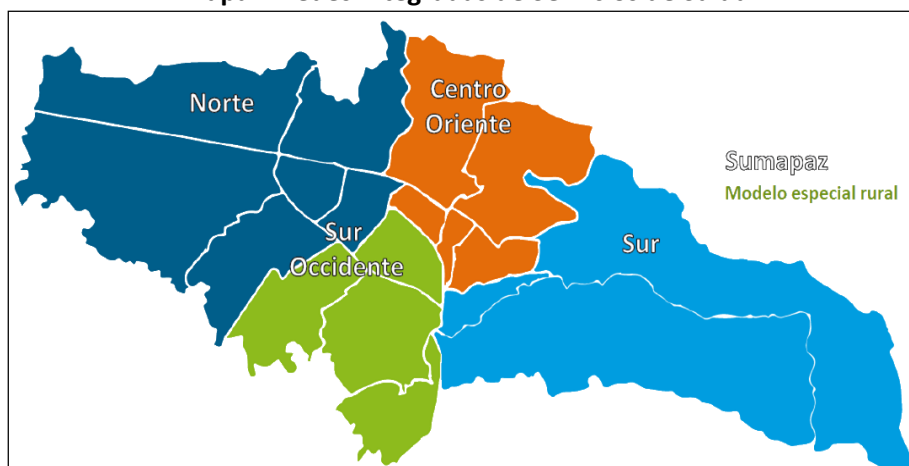 Norte
Centro
Oriente
Sumapaz
Modelo especial rural
Sur
Occidente
Sur